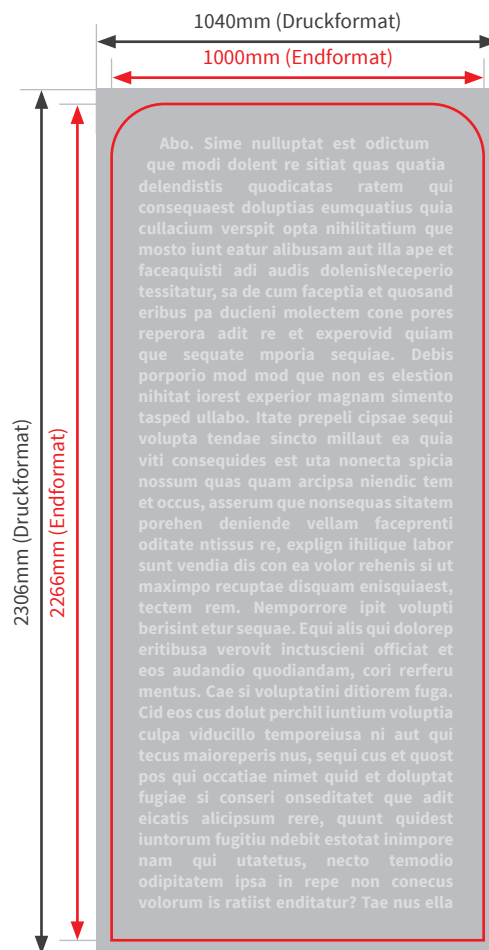 1040mm (Druckformat)
1000mm (Endformat)
2306mm (Druckformat)
2266mm (Endformat)
Abo. Sime nulluptat est odictum
que modi dolent re sitiat quas quatia
delendistis quodicatas ratem qui
consequaest doluptias eumquatius quia
cullacium verspit opta nihilitatium que
mosto iunt eatur alibusam aut illa ape et
faceaquisti adi audis dolenisNeceperio
tessitatur, sa de cum faceptia et quosand
eribus pa ducieni molectem cone pores
reperora adit re et experovid quiam
que sequate mporia sequiae. Debis
porporio mod mod que non es elestion
nihitat iorest experior magnam simento
tasped ullabo. Itate prepeli cipsae sequi
volupta tendae sincto millaut ea quia
viti consequides est uta nonecta spicia
nossum quas quam arcipsa niendic tem
et occus, asserum que nonsequas sitatem
porehen deniende vellam faceprenti
oditate ntissus re, explign ihilique labor
sunt vendia dis con ea volor rehenis si ut
maximpo recuptae disquam enisquiaest,
tectem rem. Nemporrore ipit volupti
berisint etur sequae. Equi alis qui dolorep
eritibusa verovit inctuscieni officiat et
eos audandio quodiandam, cori rerferu
mentus. Cae si voluptatini ditiorem fuga.
Cid eos cus dolut perchil iuntium voluptia
culpa viducillo temporeiusa ni aut qui
tecus maioreperis nus, sequi cus et quost
pos qui occatiae nimet quid et doluptat
fugiae si conseri onseditatet que adit
eicatis alicipsum rere, quunt quidest
iuntorum fugitiu ndebit estotat inimpore
nam qui utatetus, necto temodio
odipitatem ipsa in repe non conecus
volorum is ratiist enditatur? Tae nus ella